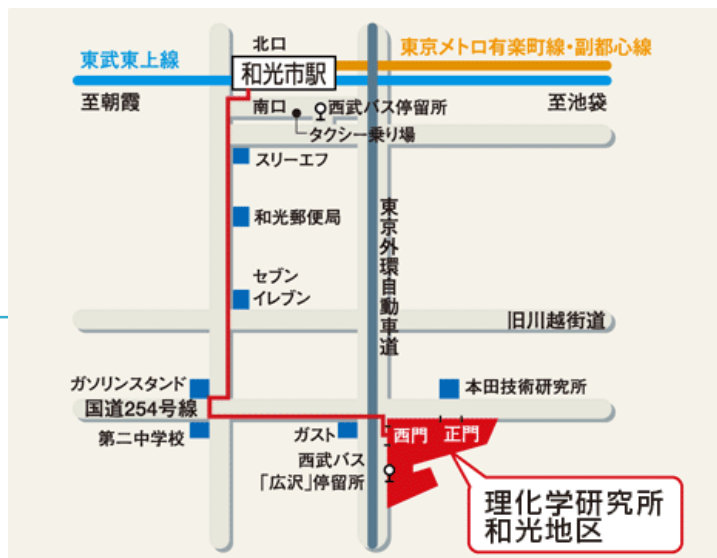 北口
東京メトロ有楽町線・副都心線
東武東上線
和光市駅
至朝霞
南口
西武バス停留所
至池袋
タクシー乗り場
スリーエフ
和光郵便局
東京外環自動車道
セブン
イレブン
旧川越街道
ガソリンスタンド
本田技術研究所
国道254号線
第二中学校
ガスト
西門
正門
西武バス
「広沢」停留所
理化学研究所
和光地区